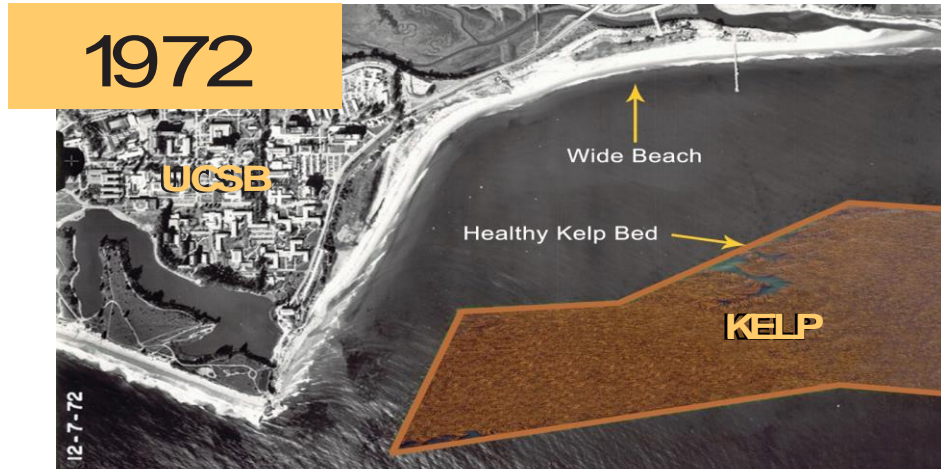 1972
UCSB
Wide Beach
Healthy Kelp Bed
KELP
12-7-72